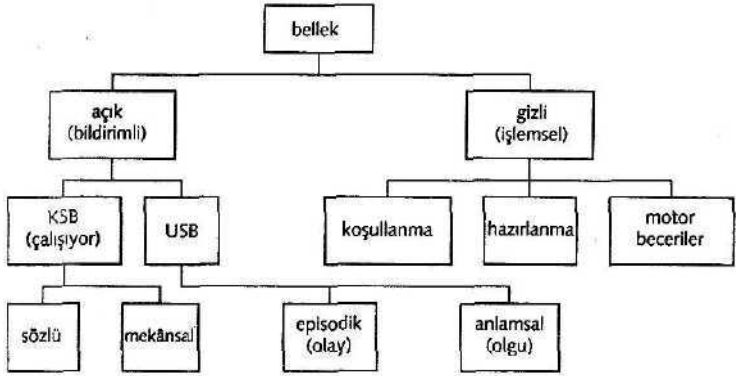 bellek
açık
(bildirimli)
gizli
(işlemsel)
KSB
(çalışıyor)
USB
koşullanma
hazırlanma
motor
beceriler
sözlü
mekânsal
episodik
(olay)
anlamsal
(olgu)